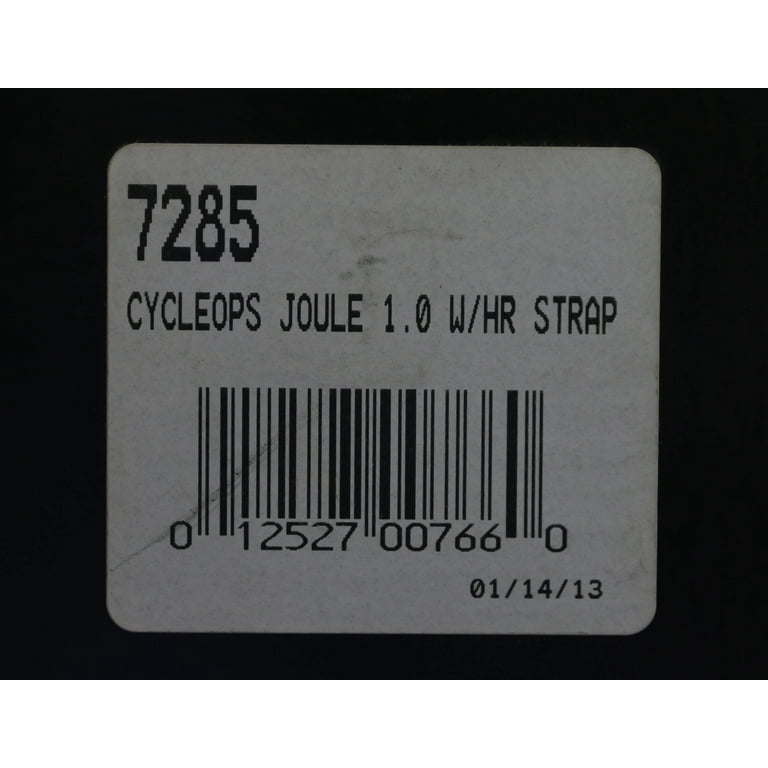 7285
CYCLEOPS JOULE 1.0 W/HR STRAP
0 12527 00766 0
01/14/13